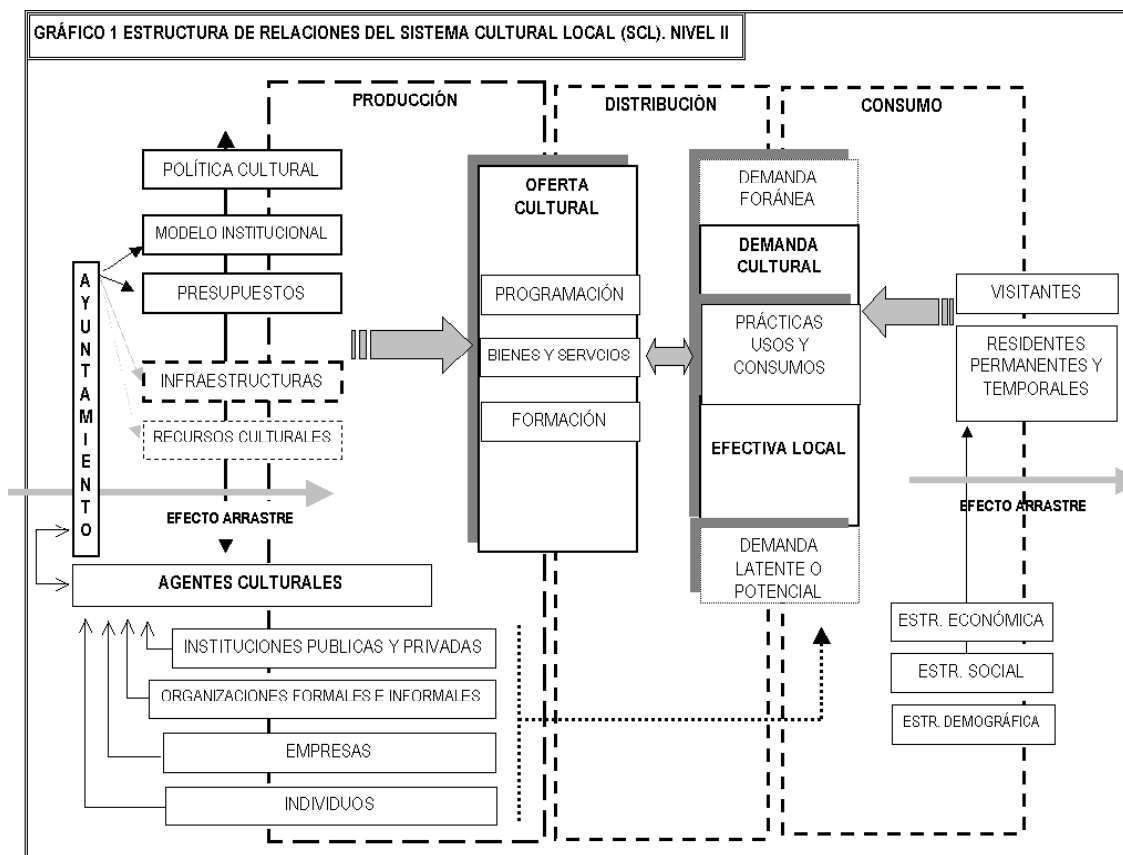 GRÁFICO 1 ESTRUCTURA DE RELACIONES DEL SISTEMA CULTURAL LOCAL (SCL). NIVEL II
PRODUCCIÓN
DISTRIBUCIÓN
CONSUMO
POLÍTICA CULTURAL
MODELO INSTITUCIONAL
PRESUPUESTOS
INFRAESTRUCTURAS
RECURSOS CULTURALES
AYUNTAMIENTO
EFECTO ARRASTRE
AGENTES CULTURALES
INSTITUCIONES PUBLICAS Y PRIVADAS
ORGANIZACIONES FORMALES E INFORMALES
EMPRESAS
INDIVIDUOS
OFERTA
CULTURAL
PROGRAMACIÓN
BIENES Y SERVCIOS
FORMACIÓN
DEMANDA
FORÁNEA
DEMANDA
CULTURAL
PRÁCTICAS
USOS Y
CONSUMOS
EFECTIVA LOCAL
DEMANDA
LATENTE O
POTENCIAL
VISITANTES
RESIDENTES
PERMANENTES Y
TEMPORALES
EFECTO ARRASTRE
ESTR. ECONÓMICA
ESTR. SOCIAL
ESTR. DEMOGRÁFICA